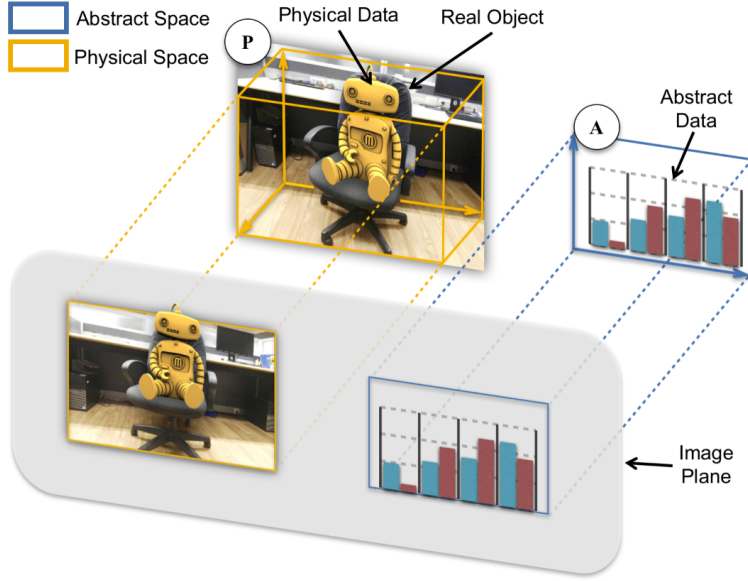 Abstract Space
Physical Space
P
Physical Data
Real Object
A
Abstract
Data
Image
Plane